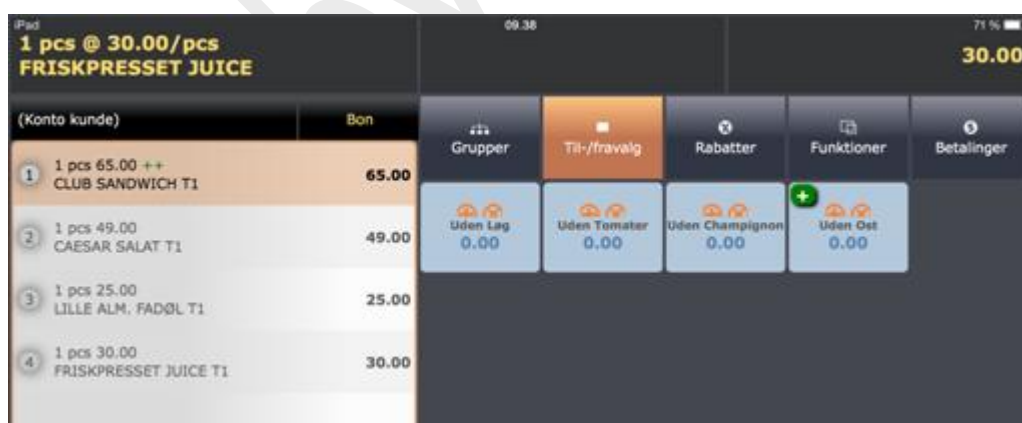 iPad
09.38
71 %
1 pcs @ 30.00/pcs
FRISKPRESSET JUICE
30.00
(Konto kunde)
Bon
Grupper
Til-/fravalg
Rabatter
Funktioner
Betalinger
1
1 pcs 65.00 ++
CLUB SANDWICH T1
65.00
2
1 pcs 49.00
CAESAR SALAT T1
49.00
3
1 pcs 25.00
LILLE ALM. FADØL T1
25.00
4
1 pcs 30.00
FRISKPRESSET JUICE T1
30.00
Uden Løg
0.00
Uden Tomater
0.00
Uden Champignon
0.00
Uden Ost
0.00